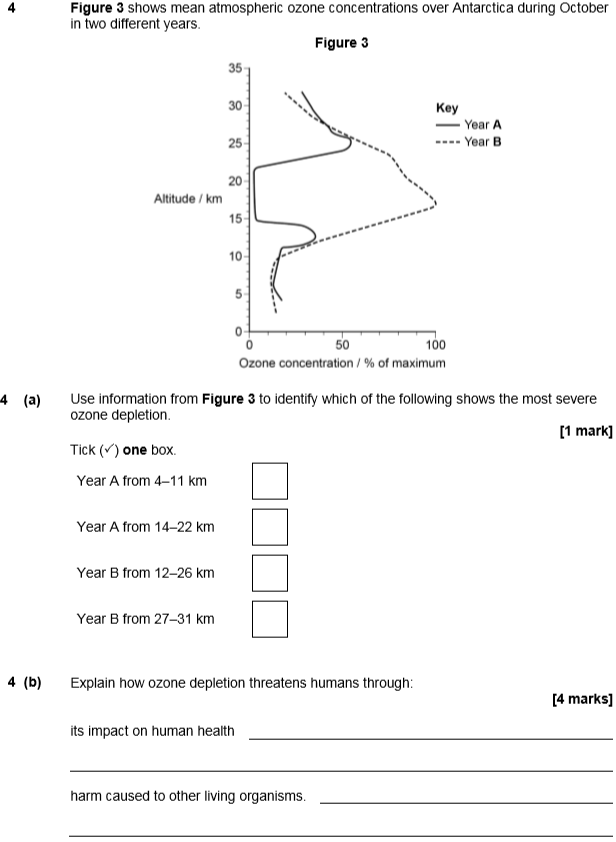 4 Figure 3 shows mean atmospheric ozone concentrations over Antarctica during October
in two different years.
Figure 3
35
30
25
20
15
10
5
0
Altitude / km
0 50 100
Ozone concentration / % of maximum
Key
Year A
Year B
4 (a) Use information from Figure 3 to identify which of the following shows the most severe
ozone depletion.
[1 mark]
Tick (✓) one box.
Year A from 4–11 km
Year A from 14–22 km
Year B from 12–26 km
Year B from 27–31 km
4 (b) Explain how ozone depletion threatens humans through:
[4 marks]
its impact on human health
harm caused to other living organisms.